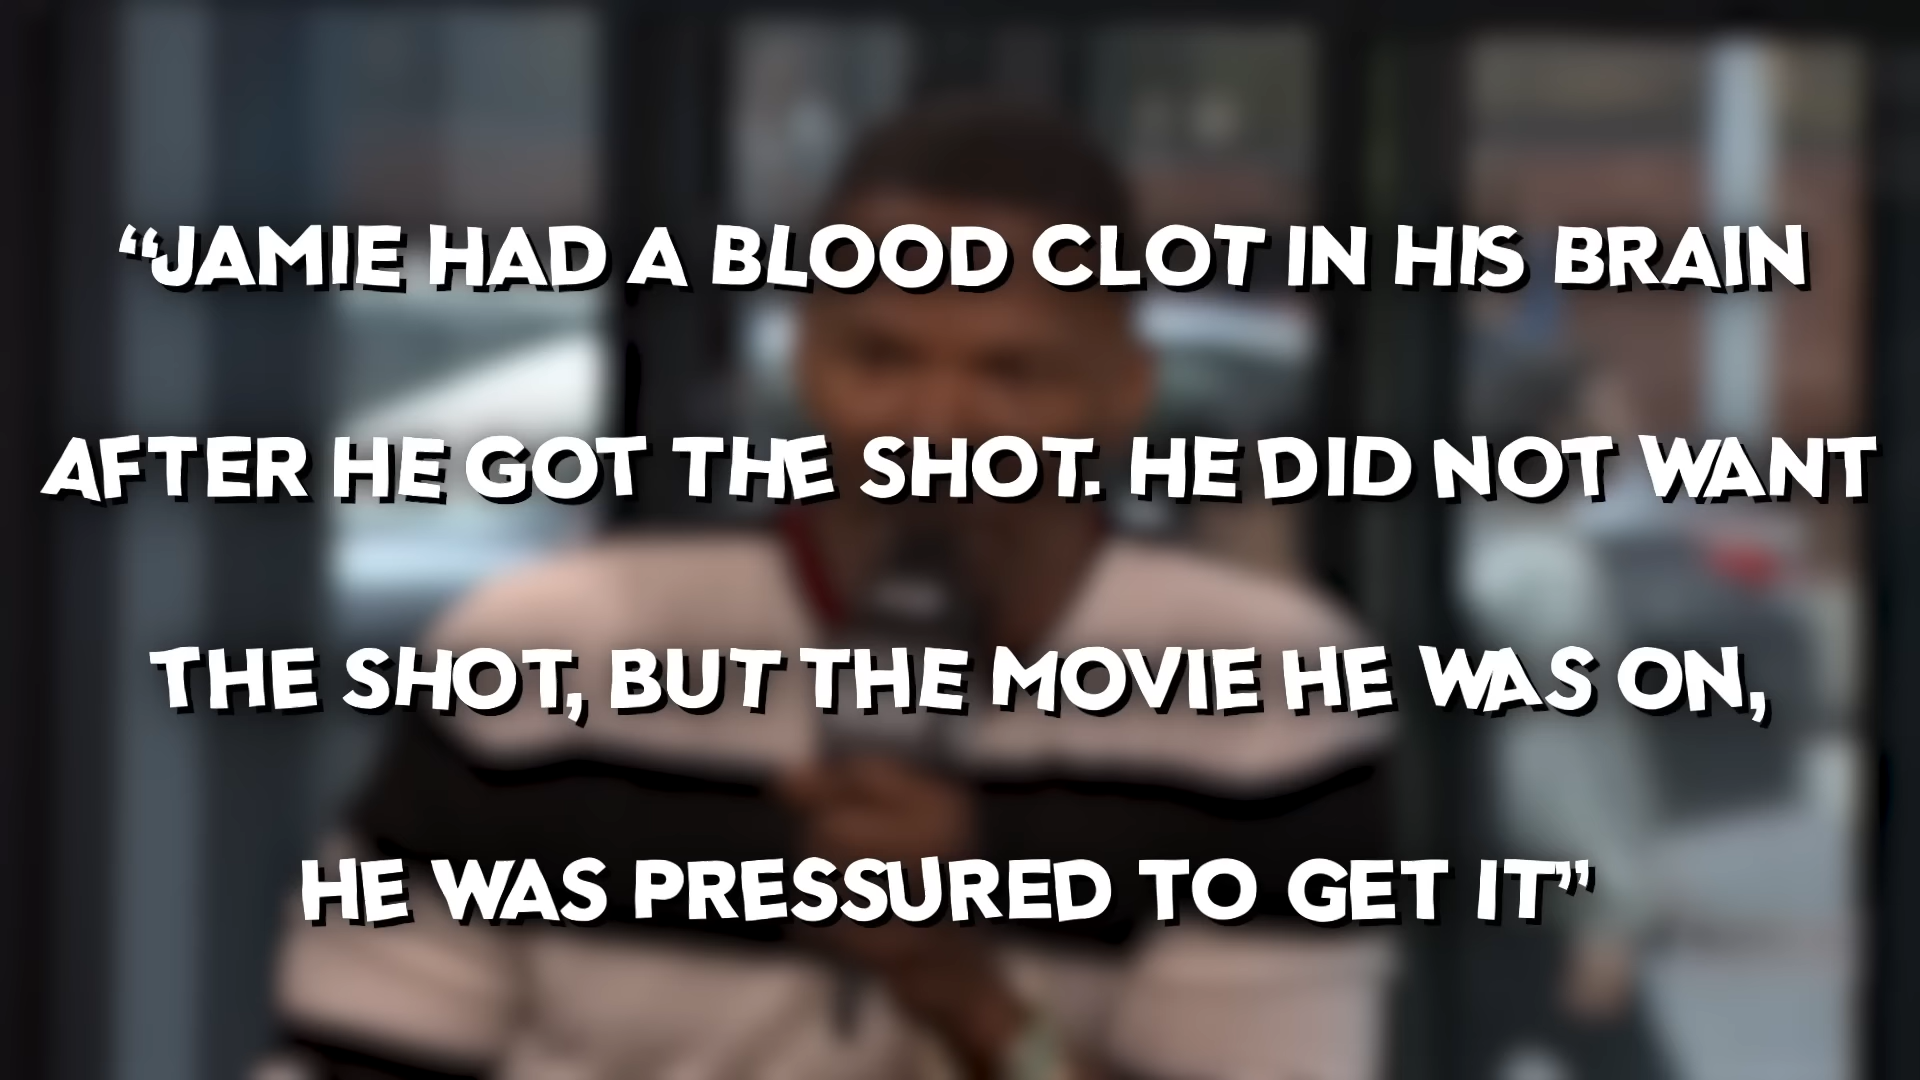 “JAMIE HAD A BLOOD CLOT IN HIS BRAIN
AFTER HE GOT THE SHOT. HE DID NOT WANT
THE SHOT, BUT THE MOVIE HE WAS ON,
HE WAS PRESSURED TO GET IT”